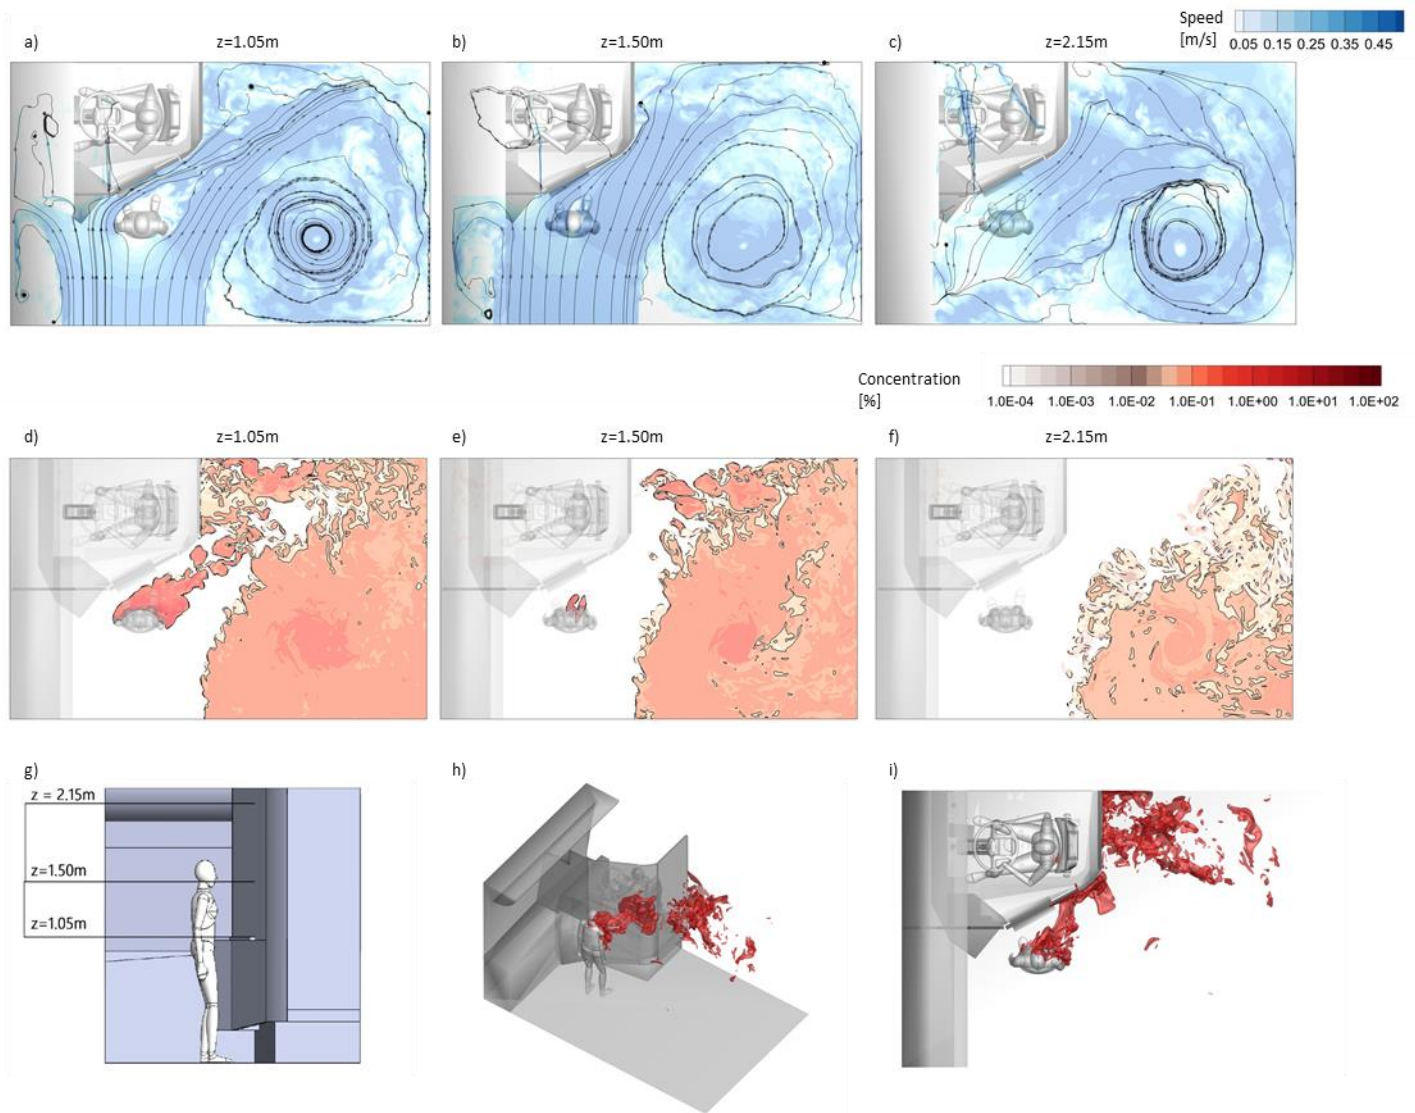 Speed
[m/s]
0.05 0.15 0.25 0.35 0.45
a) z=1.05m
b) z=1.50m
c) z=2.15m
Concentration
[%]
1.0E-04 1.0E-03 1.0E-02 1.0E-01 1.0E+00 1.0E+01 1.0E+02
d) z=1.05m
e) z=1.50m
f) z=2.15m
g)
z = 2.15m
z=1.50m
z=1.05m
h)
i)